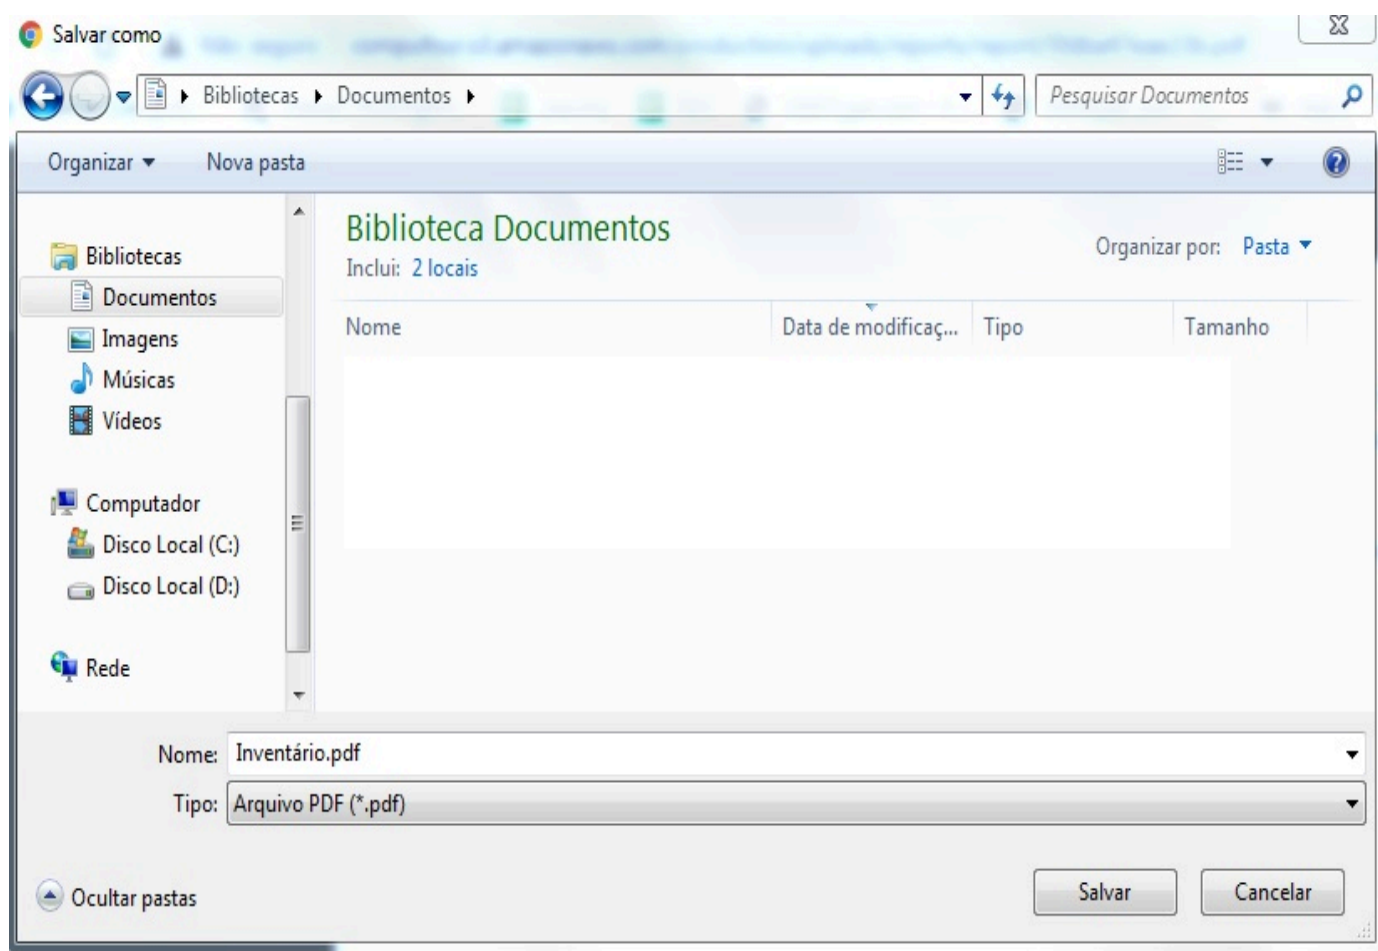 Salvar como
Bibliotecas Documentos
Pesquisar Documentos
Organizar Nova pasta
Biblioteca Documentos
Inclui: 2 locais
Organizar por: Pasta
Nome Data de modificaç... Tipo Tamanho
Bibliotecas
Documentos
Imagens
Músicas
Vídeos
Computador
Disco Local (C:)
Disco Local (D:)
Rede
Nome: Inventário.pdf
Tipo: Arquivo PDF (*.pdf)
Ocultar pastas
Salvar Cancelar